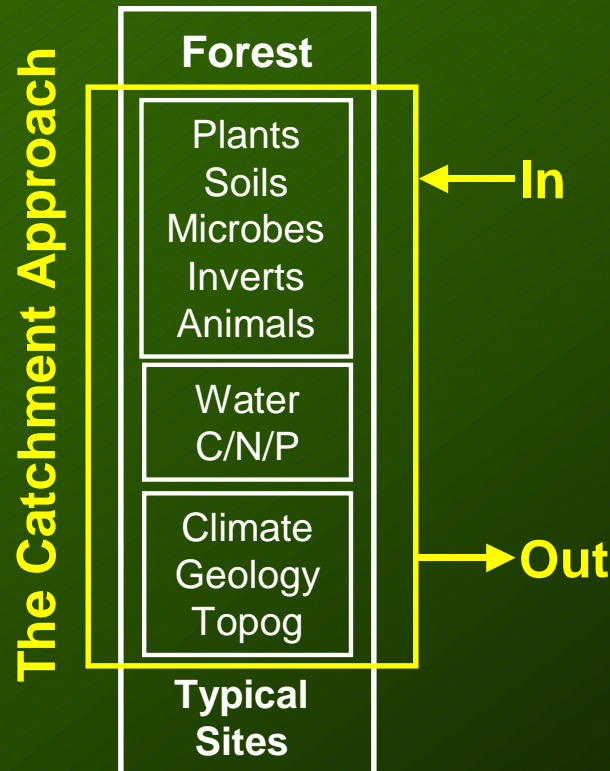 The Catchment Approach
Forest
Plants
Soils
Microbes
Inverts
Animals
Water
C/N/P
Climate
Geology
Topog
Typical
Sites
In
Out